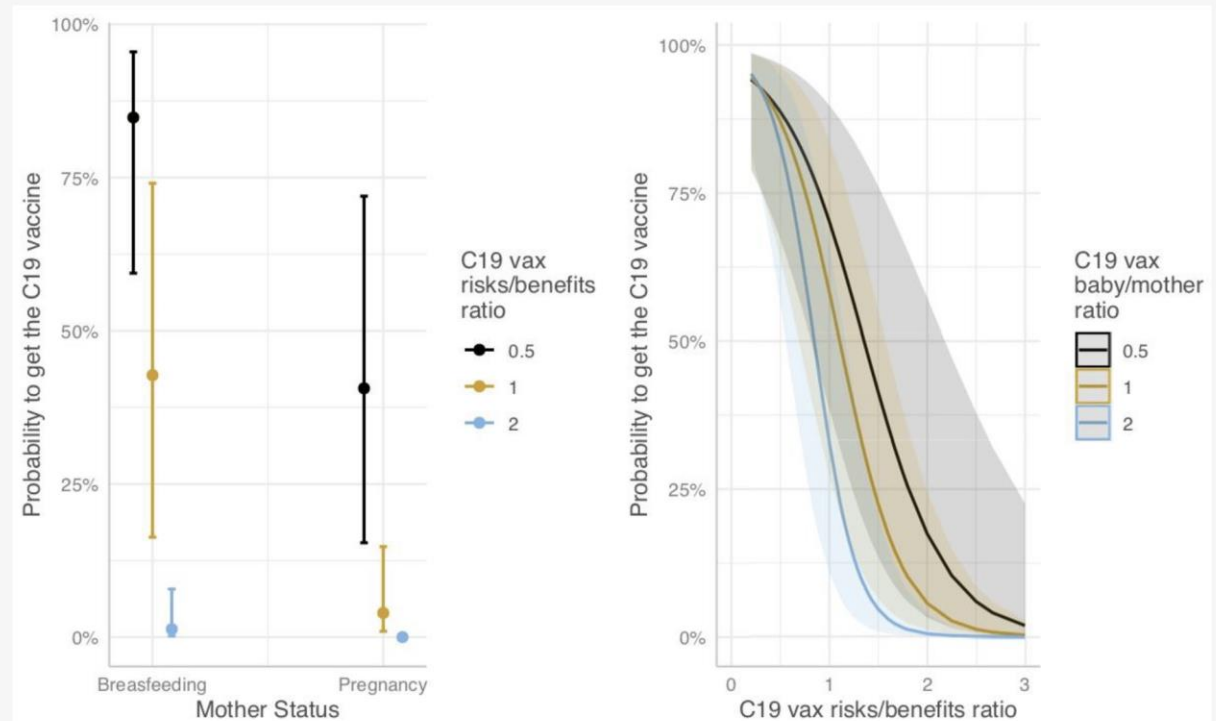 Probability to get the C19 vaccine
100%
75%
50%
25%
0%
Breasfeeding
Pregnancy
Mother Status
C19 vax
risks/benefits
ratio
0.5
1
2
Probability to get the C19 vaccine
100%
75%
50%
25%
0%
0
1
2
3
C19 vax risks/benefits ratio
C19 vax
baby/mother
ratio
0.5
1
2